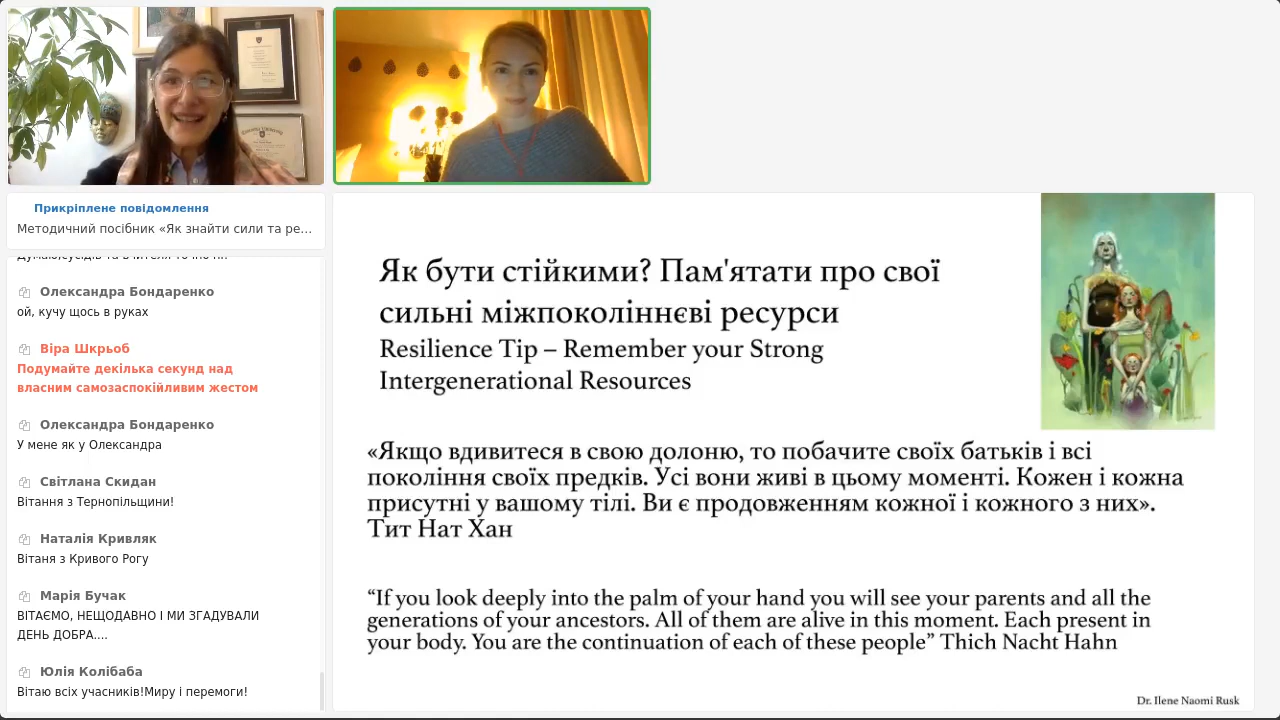 Прикріплене повідомлення
Методичний посібник «Як знайти сили та ре...
Олександра Бондаренко
ой, кучу щось в руках
Віра Шкрьоб
Подумайте декілька секунд над
власним самозаспокійливим жестом
Олександра Бондаренко
У мене як у Олександра
Світлана Скидан
Вітання з Тернопільщини!
Наталія Кривляк
Вітаня з Кривого Рогу
Марія Бучак
ВІТАЄМО, НЕЩОДАВНО І МИ ЗГАДУВАЛИ
ДЕНЬ ДОБРА....
Юлія Колібаба
Вітаю всіх учасників!Миру і перемоги!
Як бути стійкими? Пам'ятати про свої
сильні міжпоколіннєві ресурси
Resilience Tip – Remember your Strong
Intergenerational Resources
«Якщо вдивитеся в свою долоню, то побачите своїх батьків і всі
покоління своїх предків. Усі вони живі в цьому моменті. Кожен і кожна
присутні у вашому тілі. Ви є продовженням кожної і кожного з них».
Тит Нат Хан
“If you look deeply into the palm of your hand you will see your parents and all the
generations of your ancestors. All of them are alive in this moment. Each present in
your body. You are the continuation of each of these people” Thich Nacht Hahn
Dr. Ilene Naomi Rusk